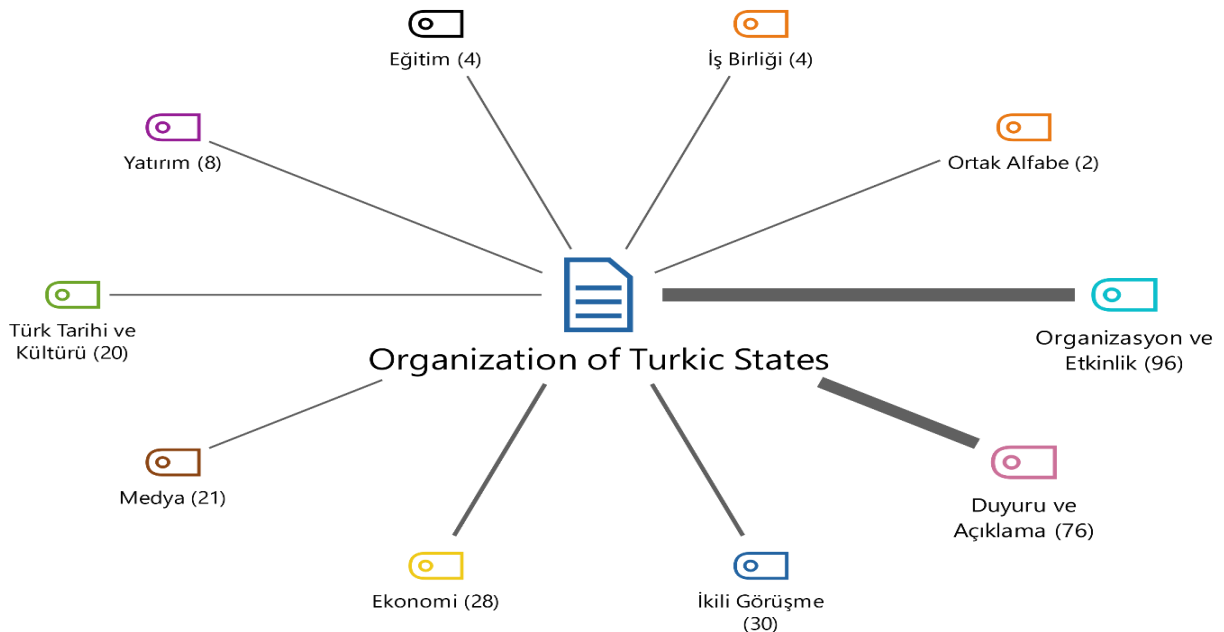 Eğitim (4)
İş Birliği (4)
Yatırım (8)
Ortak Alfabe (2)
Türk Tarihi ve
Kültürü (20)
Organizasyon ve
Etkinlik (96)
Organization of Turkic States
Medya (21)
Duyuru ve
Açıklama (76)
Ekonomi (28)
İkili Görüşme
(30)